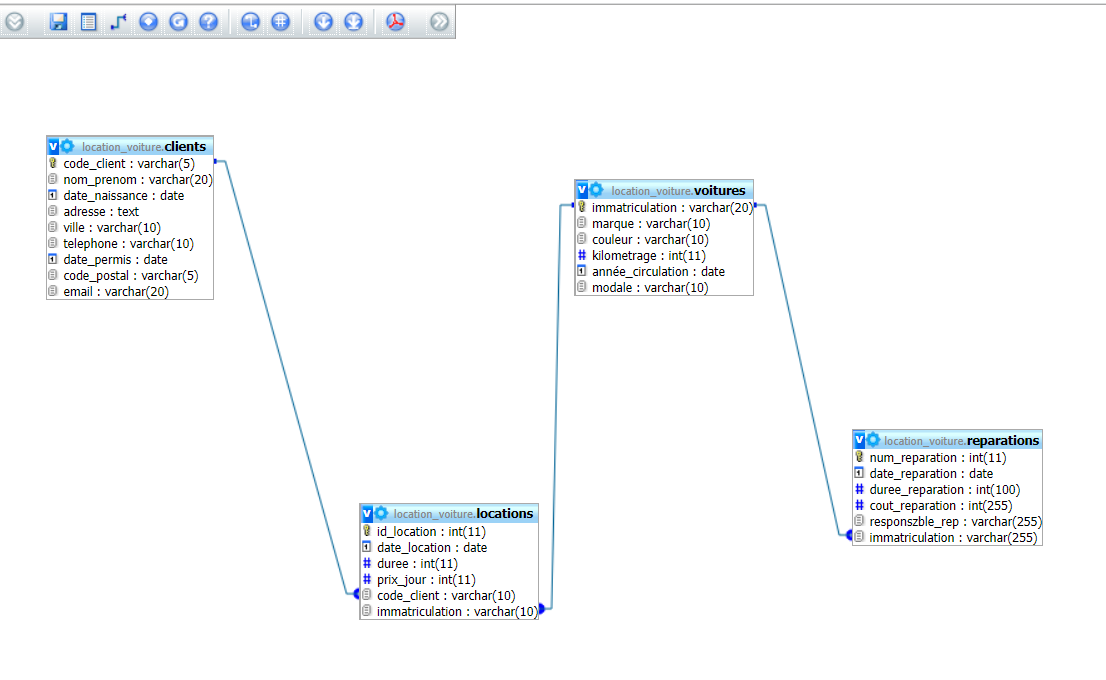 location_voiture.clients
code_client : varchar(5)
nom_prenom : varchar(20)
date_naissance : date
adresse : text
ville : varchar(10)
telephone : varchar(10)
date_permis : date
code_postal : varchar(5)
email : varchar(20)
location_voiture.voitures
immatriculation : varchar(20)
marque : varchar(10)
couleur : varchar(10)
# kilometrage : int(11)
année_circulation : date
modale : varchar(10)
location_voiture.reparations
num_reparation : int(11)
date_reparation : date
# duree_reparation : int(100)
# cout_reparation : int(255)
responszble_rep : varchar(255)
immatriculation : varchar(255)
location_voiture.locations
id_location : int(11)
date_location : date
# duree : int(11)
# prix_jour : int(11)
code_client : varchar(10)
immatriculation : varchar(10)